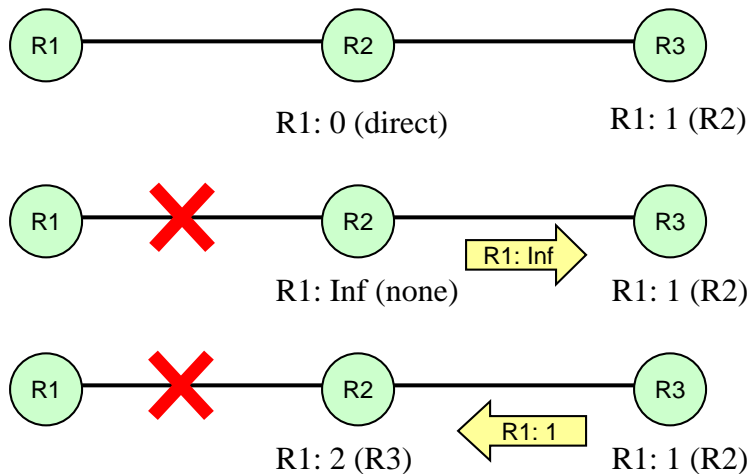 R1 R2 R3
R1: 0 (direct) R1: 1 (R2)
R1 R2 R3
R1: Inf
R1: Inf (none) R1: 1 (R2)
R1 R2 R3
R1: 1
R1: 2 (R3) R1: 1 (R2)